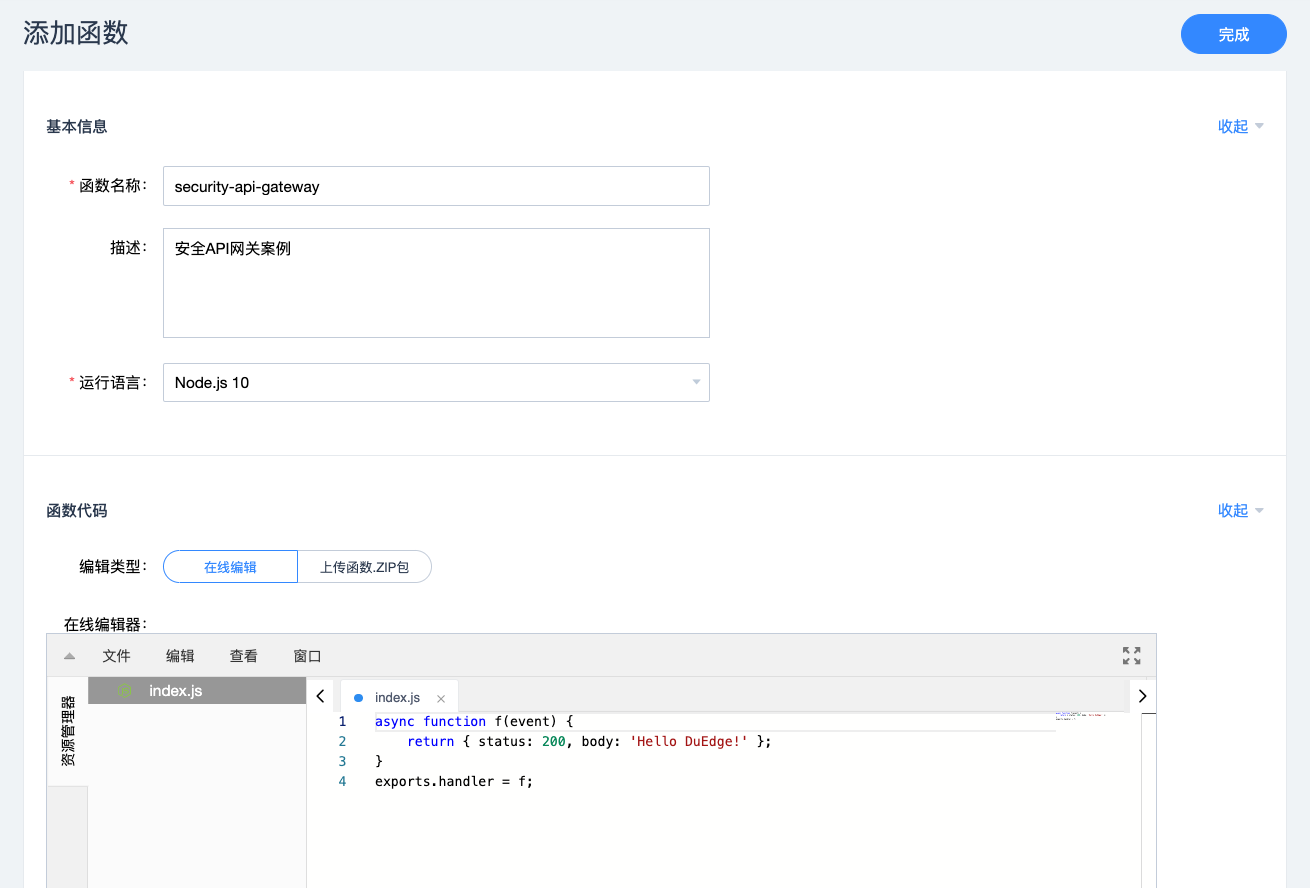 添加函数
完成
基本信息
收起
* 函数名称：
security-api-gateway
描述：
安全API网关案例
* 运行语言：
Node.js 10
函数代码
收起
编辑类型：
在线编辑
上传函数.ZIP包
在线编辑器：
文件 编辑 查看 窗口
资源管理器
index.js
index.js
1 async function f(event) {
2     return { status: 200, body: 'Hello DuEdge!' };
3 }
4 exports.handler = f;